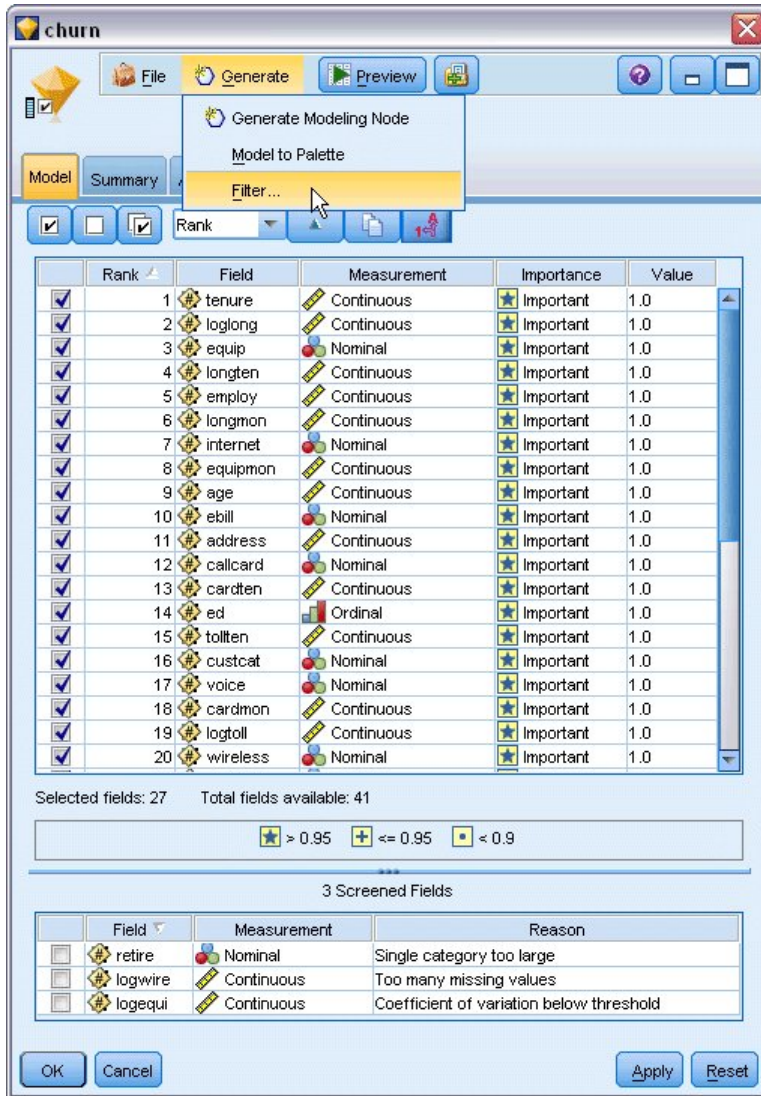 churn
File Generate Preview
Generate Modeling Node
Model to Palette
Filter...
Model Summary
Rank
Rank Field Measurement Importance Value
1 tenure Continuous Important 1.0
2 loglong Continuous Important 1.0
3 equip Nominal Important 1.0
4 longten Continuous Important 1.0
5 employ Continuous Important 1.0
6 longmon Continuous Important 1.0
7 internet Nominal Important 1.0
8 equipmon Continuous Important 1.0
9 age Continuous Important 1.0
10 ebill Nominal Important 1.0
11 address Continuous Important 1.0
12 callcard Nominal Important 1.0
13 cardten Continuous Important 1.0
14 ed Ordinal Important 1.0
15 tollten Continuous Important 1.0
16 custcat Nominal Important 1.0
17 voice Nominal Important 1.0
18 cardmon Continuous Important 1.0
19 logtoll Continuous Important 1.0
20 wireless Nominal Important 1.0
Selected fields: 27 Total fields available: 41
> 0.95 <= 0.95 < 0.9
3 Screened Fields
Field Measurement Reason
retire Nominal Single category too large
logwire Continuous Too many missing values
logequi Continuous Coefficient of variation below threshold
OK Cancel Apply Reset